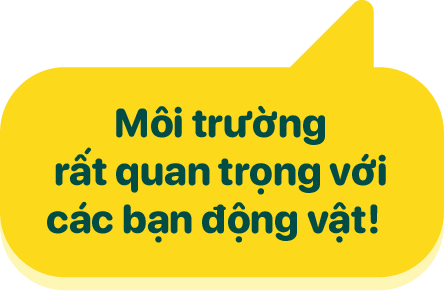 Môi trường
rất quan trọng với
các bạn động vật!